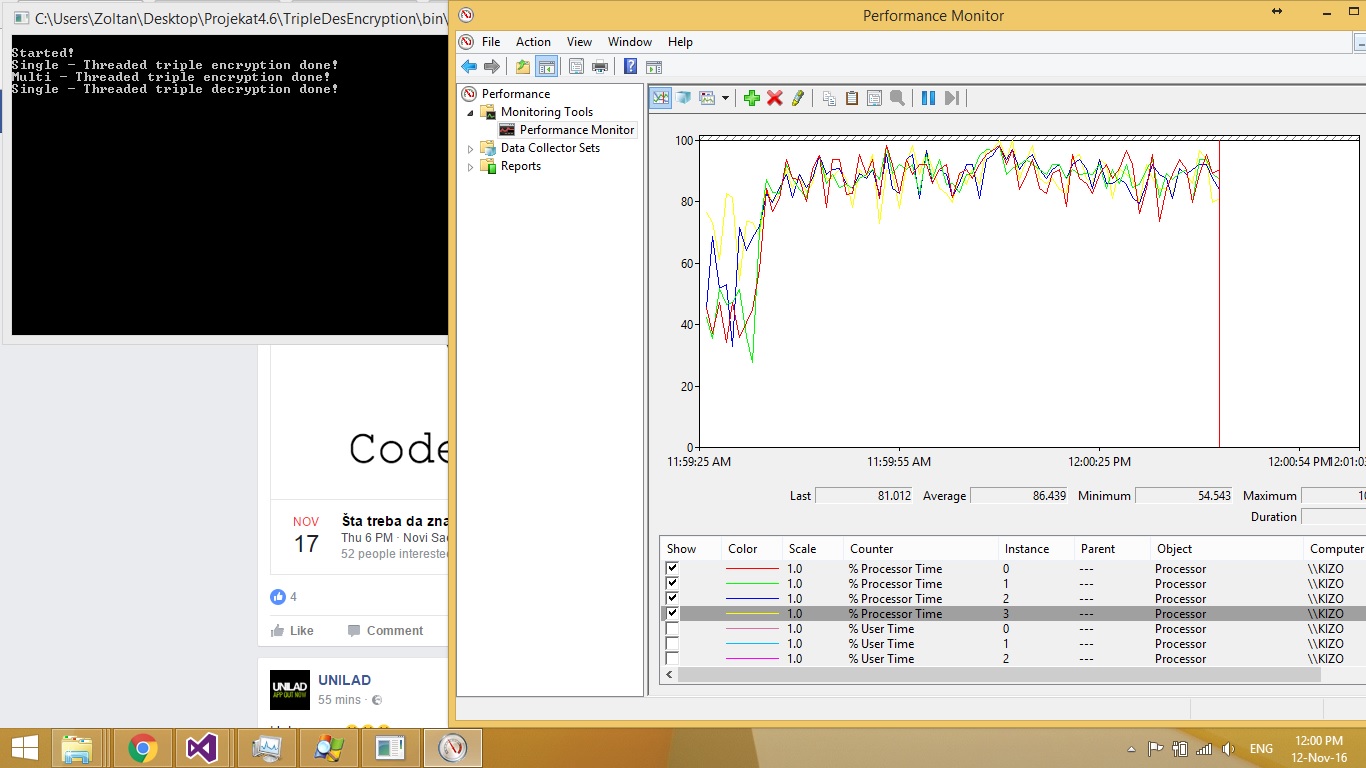 C:\Users\Zoltan\Desktop\Projekat4.6\TripleDesEncryption\bin\
Started!
Single - Threaded triple encryption done!
Multi - Threaded triple encryption done!
Single - Threaded triple decryption done!
Code
NOV
17
Šta treba da zna
Thu 6 PM · Novi Sad
52 people interested
4
Like
Comment
UNILAD
APP OUT NOW
UNILAD
55 mins ·
Performance Monitor
File Action View Window Help
Performance
Monitoring Tools
Performance Monitor
Data Collector Sets
Reports
100
80
60
40
20
0
11:59:25 AM 11:59:55 AM 12:00:25 PM 12:00:54 PM 12:01:03
Last 81.012 Average 86.439 Minimum 54.543 Maximum 10
Duration
Show Color Scale Counter Instance Parent Object Computer
1.0 % Processor Time 0 --- Processor \\KIZO
1.0 % Processor Time 1 --- Processor \\KIZO
1.0 % Processor Time 2 --- Processor \\KIZO
1.0 % Processor Time 3 --- Processor \\KIZO
1.0 % User Time 0 --- Processor \\KIZO
1.0 % User Time 1 --- Processor \\KIZO
1.0 % User Time 2 --- Processor \\KIZO
ENG
12:00 PM
12-Nov-16